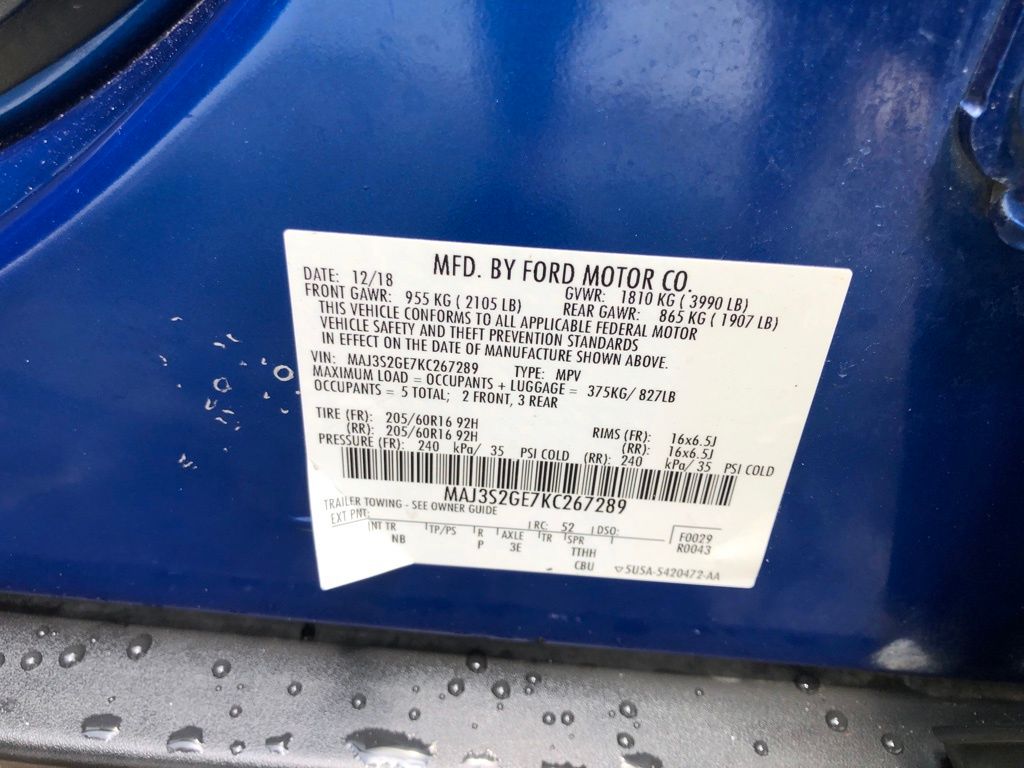 MFD. BY FORD MOTOR CO.
DATE: 12/18 GVWR: 1810 KG ( 3990 LB)
FRONT GAWR: 955 KG ( 2105 LB) REAR GAWR: 865 KG ( 1907 LB)
THIS VEHICLE CONFORMS TO ALL APPLICABLE FEDERAL MOTOR
VEHICLE SAFETY AND THEFT PREVENTION STANDARDS
IN EFFECT ON THE DATE OF MANUFACTURE SHOWN ABOVE.
VIN: MAJ3S2GE7KC267289 TYPE: MPV
MAXIMUM LOAD = OCCUPANTS + LUGGAGE = 375KG/ 827LB
OCCUPANTS = 5 TOTAL; 2 FRONT, 3 REAR
TIRE (FR): 205/60R16 92H RIMS (FR): 16x6.5J
(RR): 205/60R16 92H (RR): 16x6.5J
PRESSURE (FR): 240 kPa/ 35 PSI COLD (RR): 240 kPa/ 35 PSI COLD
MAJ3S2GE7KC267289
TRAILER TOWING - SEE OWNER GUIDE
EXT PNT: RC: 52 DSO: F0029
INT TR TP/PS R AXLE TR SPR R0043
NB P 3E TTHH
CBU 5USA-5420472-AA